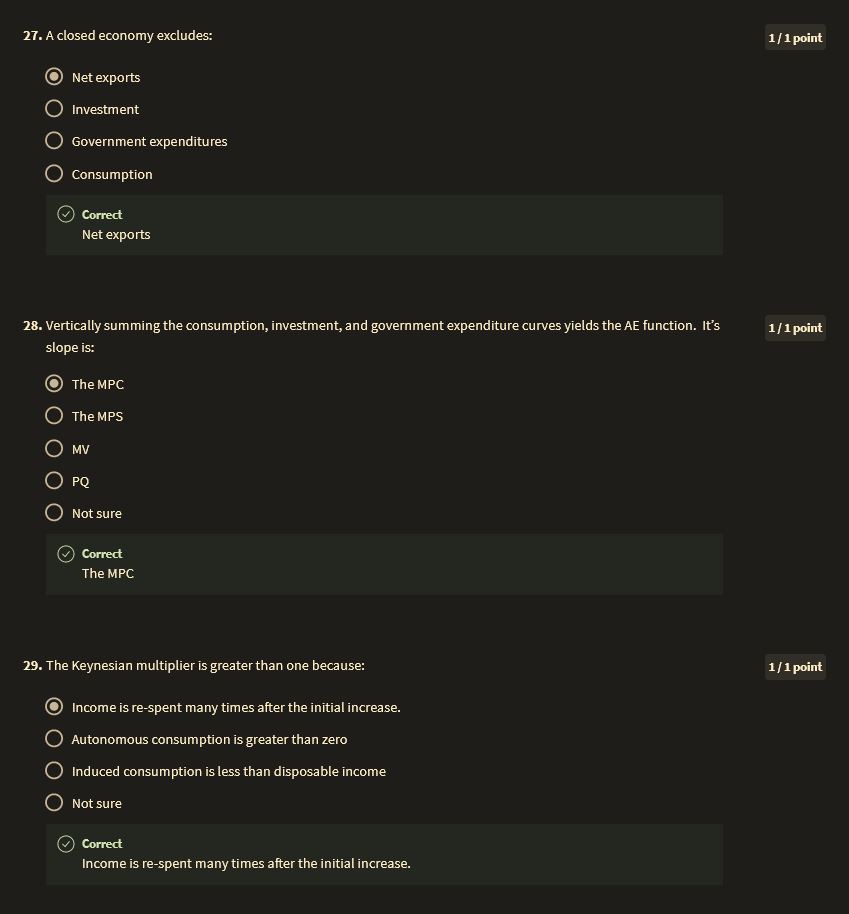 27. A closed economy excludes:
1 / 1 point
Net exports
Investment
Government expenditures
Consumption
Correct
Net exports
28. Vertically summing the consumption, investment, and government expenditure curves yields the AE function.  It’s
1 / 1 point
slope is:
The MPC
The MPS
MV
PQ
Not sure
Correct
The MPC
29. The Keynesian multiplier is greater than one because:
1 / 1 point
Income is re-spent many times after the initial increase.
Autonomous consumption is greater than zero
Induced consumption is less than disposable income
Not sure
Correct
Income is re-spent many times after the initial increase.